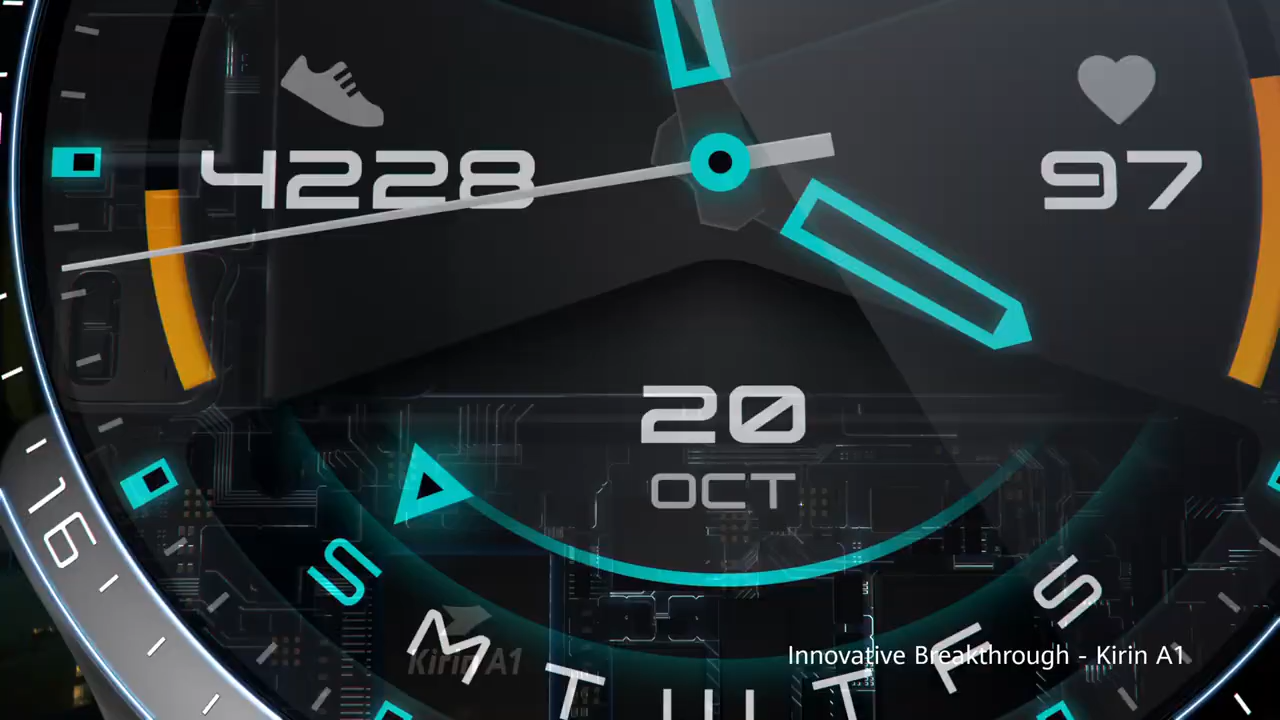 4228
97
20
OCT
16
S M T W T F S
Kirin A1
Innovative Breakthrough - Kirin A1